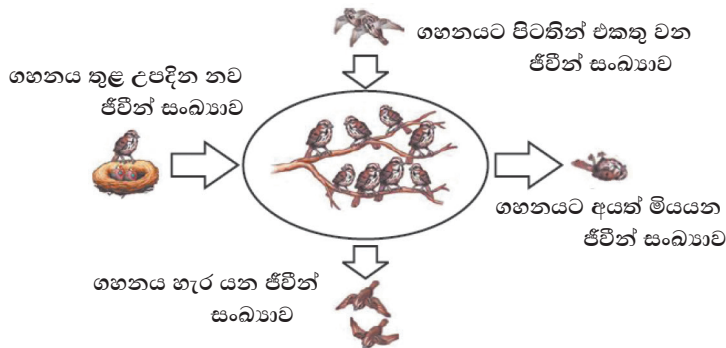 ගහනයට පිටතින් එකතු වන
ජීවීන් සංඛ්‍යාව
ගහනය තුළ උපදින නව
ජීවීන් සංඛ්‍යාව
ගහනයට අයත් මියයන
ජීවීන් සංඛ්‍යාව
ගහනය හැර යන ජීවීන්
සංඛ්‍යාව